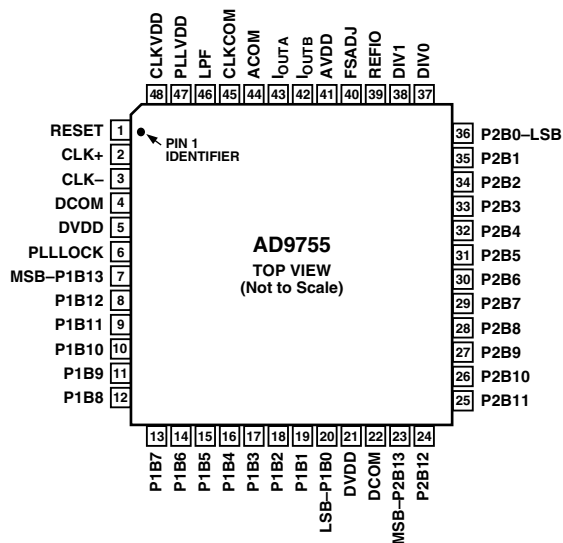 CLKVDD
PLLVDD
LPF
CLKCOM
ACOM
IOUTA
IOUTB
AVDD
FSADJ
REFIO
DIV1
DIV0
48 47 46 45 44 43 42 41 40 39 38 37
RESET 1
CLK+ 2
CLK– 3
DCOM 4
DVDD 5
PLLLOCK 6
MSB–P1B13 7
P1B12 8
P1B11 9
P1B10 10
P1B9 11
P1B8 12
PIN 1
IDENTIFIER
AD9755
TOP VIEW
(Not to Scale)
36 P2B0–LSB
35 P2B1
34 P2B2
33 P2B3
32 P2B4
31 P2B5
30 P2B6
29 P2B7
28 P2B8
27 P2B9
26 P2B10
25 P2B11
13 14 15 16 17 18 19 20 21 22 23 24
P1B7
P1B6
P1B5
P1B4
P1B3
P1B2
P1B1
LSB–P1B0
DVDD
DCOM
MSB–P2B13
P2B12